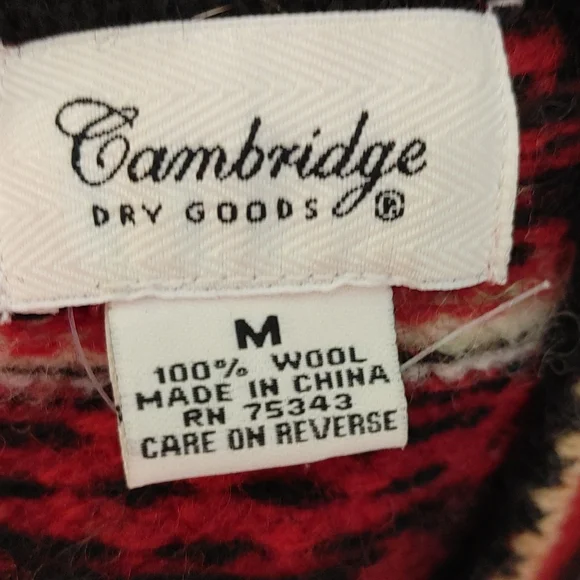 Cambridge
DRY GOODS ®
M
100% WOOL
MADE IN CHINA
RN 75343
CARE ON REVERSE